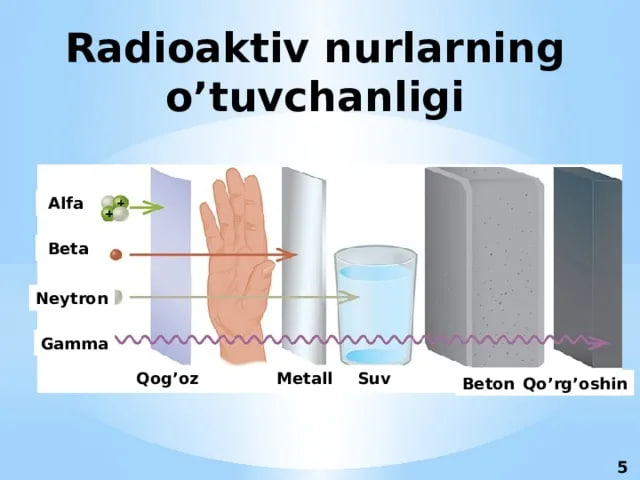 Radioaktiv nurlarning
o’tuvchanligi
Alfa
+
+
Beta
Neytron
Gamma
Qog’oz
Metall
Suv
Beton
Qo’rg’oshin
5